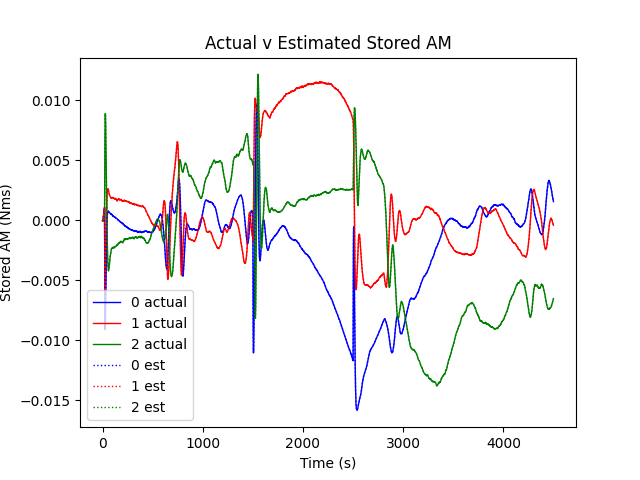 Actual v Estimated Stored AM
Stored AM (Nms)
0.010
0.005
0.000
−0.005
−0.010
−0.015
0 actual
1 actual
2 actual
0 est
1 est
2 est
0
1000
2000
3000
4000
Time (s)